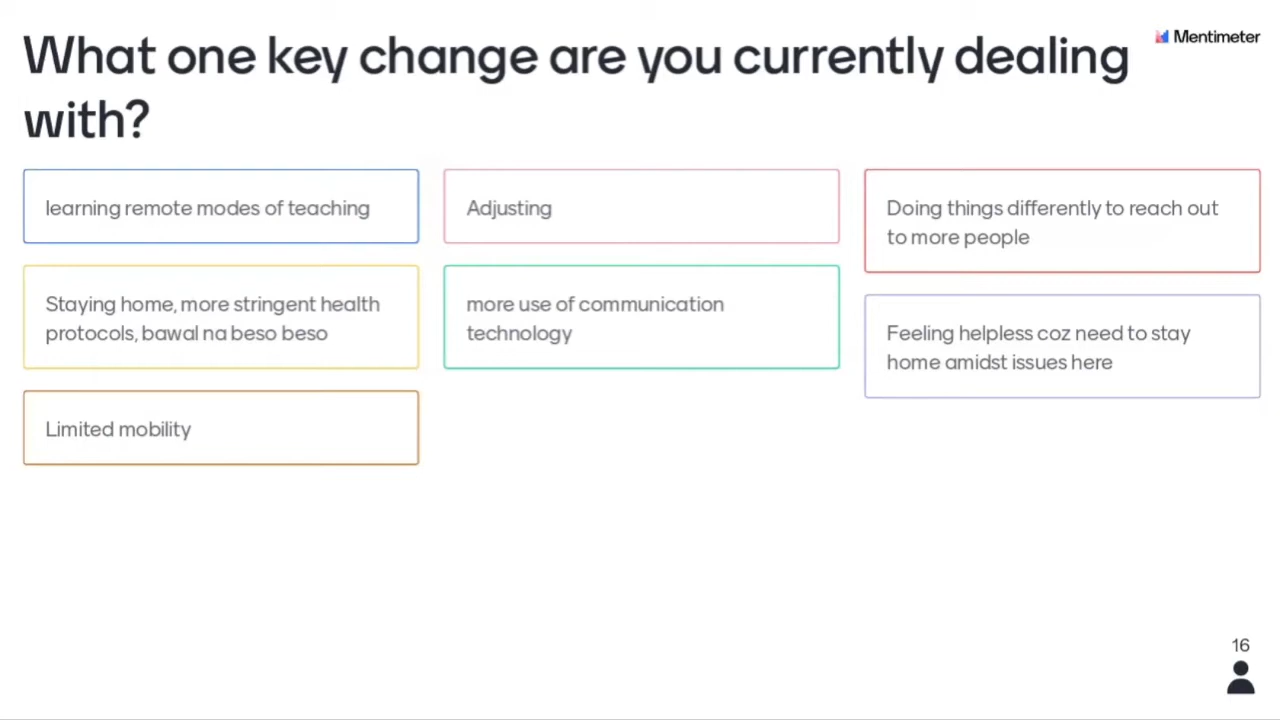 What one key change are you currently dealing
with?
Mentimeter
learning remote modes of teaching
Adjusting
Doing things differently to reach out
to more people
Staying home, more stringent health
protocols, bawal na beso beso
more use of communication
technology
Feeling helpless coz need to stay
home amidst issues here
Limited mobility
16